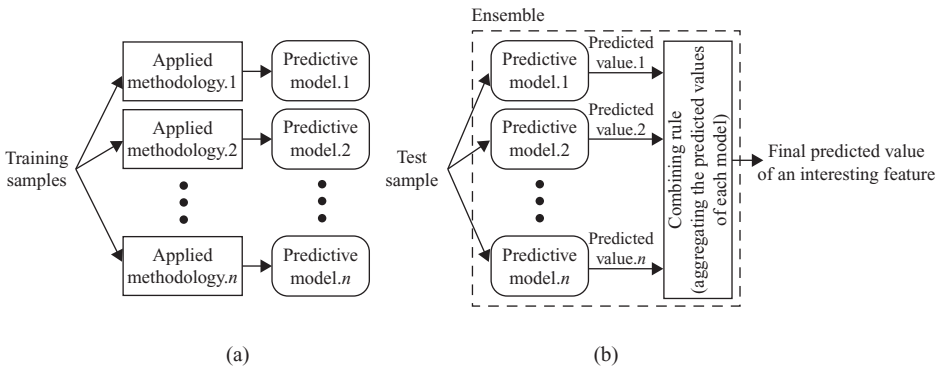 Applied
methodology.1
Predictive
model.1
Applied
methodology.2
Predictive
model.2
Training
samples
Applied
methodology.n
Predictive
model.n
(a)
Ensemble
Predictive
model.1
Predicted
value.1
Predictive
model.2
Predicted
value.2
Test
sample
Predictive
model.n
Predicted
value.n
Combining rule
(aggregating the predicted values
of each model)
Final predicted value
of an interesting feature
(b)